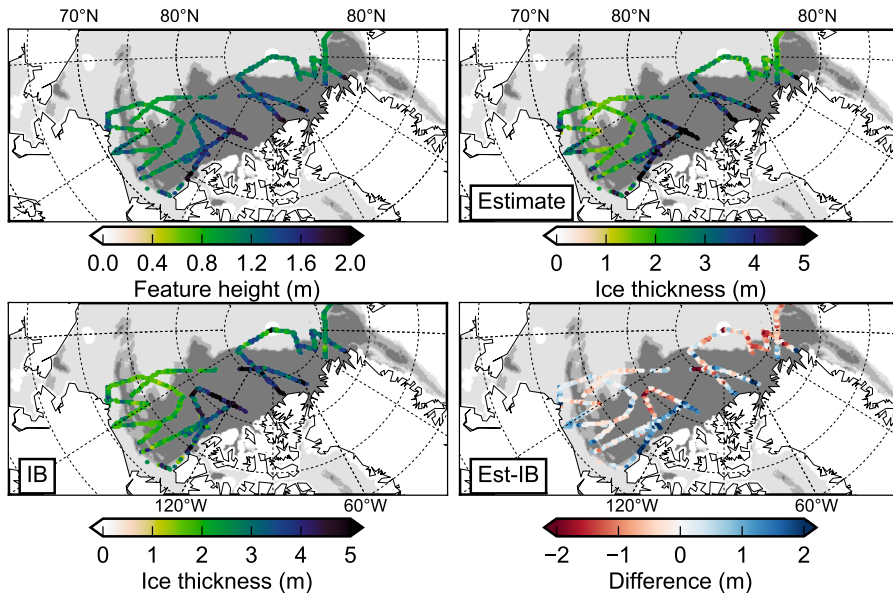 70°N 80°N 80°N 70°N 80°N 80°N
Estimate
0.0 0.4 0.8 1.2 1.6 2.0
Feature height (m)
0 1 2 3 4 5
Ice thickness (m)
IB
Est-IB
120°W 60°W 120°W 60°W
0 1 2 3 4 5
Ice thickness (m)
−2 −1 0 1 2
Difference (m)